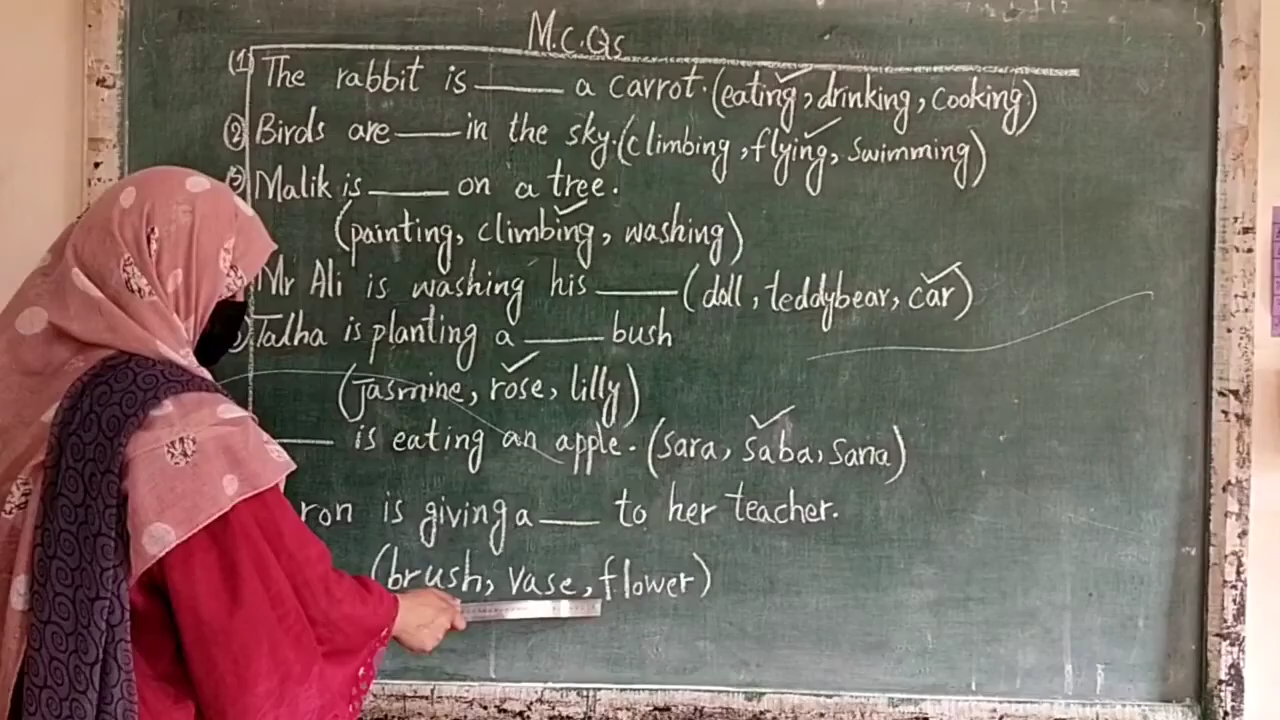 M.C.Qs
(1) The rabbit is ____ a carrot. (eating, drinking, cooking)
(2) Birds are ____ in the sky. (climbing, flying, swimming)
Malik is ____ on a tree.
(painting, climbing, washing)
Mr Ali is washing his ____ (doll, teddybear, car)
Talha is planting a ____ bush
(Jasmine, rose, lilly)
____ is eating an apple. (sara, saba, sana)
is giving a ____ to her teacher.
(brush, vase, flower)